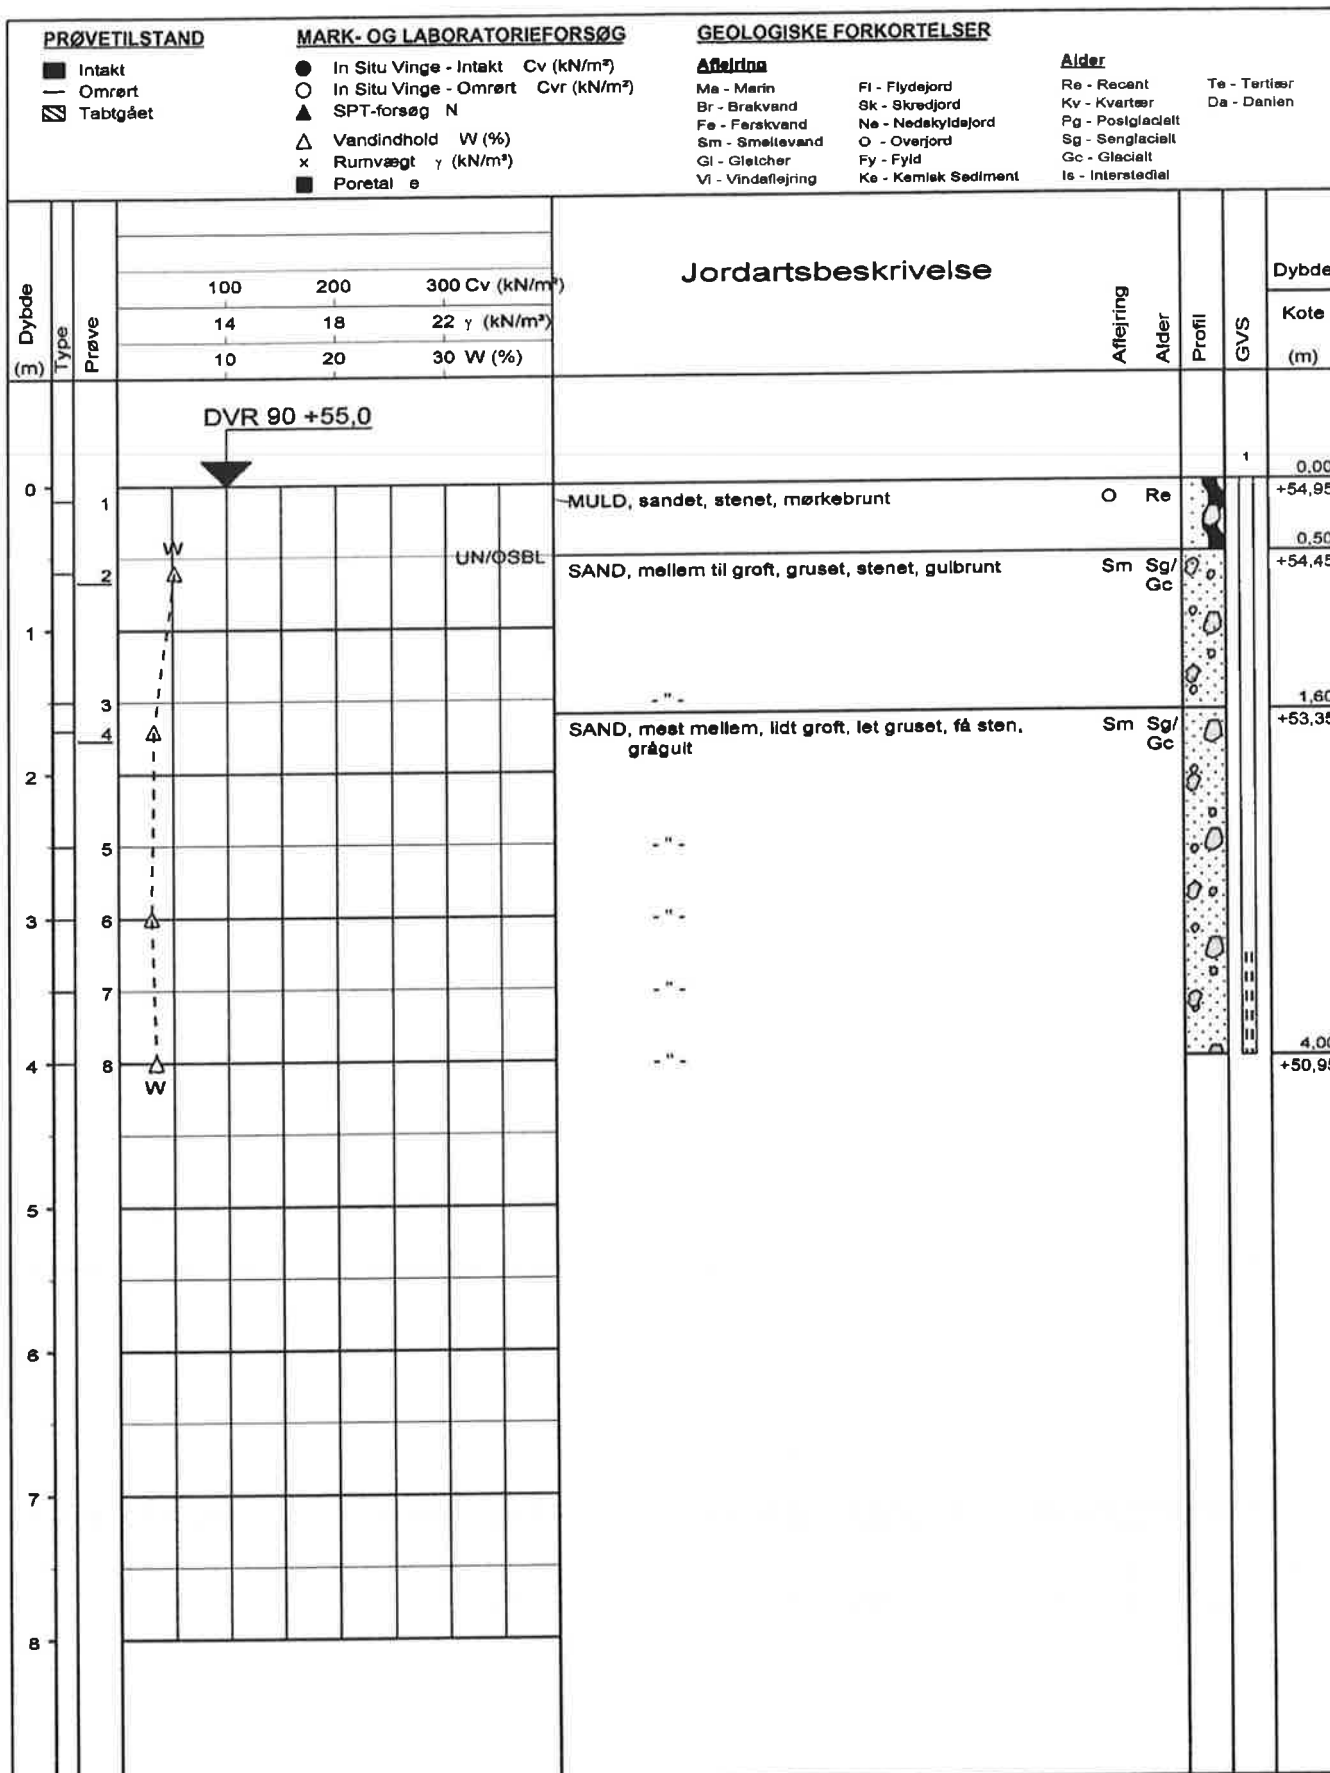 PRØVETILSTAND
Intakt
Omrørt
Tabtgået
MARK- OG LABORATORIEFORSØG
In Situ Vinge - Intakt Cv (kN/m²)
In Situ Vinge - Omrørt Cvr (kN/m²)
SPT-forsøg N
Vandindhold W (%)
Rumvægt γ (kN/m³)
Poretal e
GEOLOGISKE FORKORTELSER
Aflejring
Ma - Marin
Br - Brakvand
Fe - Ferskvand
Sm - Smeltevand
Gl - Gletcher
Vi - Vindaflejring
Fl - Flydejord
Sk - Skredjord
Ne - Nedskyldsjord
O - Overjord
Fy - Fyld
Ke - Kemisk Sediment
Alder
Re - Recent
Kv - Kvartær
Pg - Postglacialt
Sg - Senglacialt
Gc - Glacialt
Is - Interstadial
Te - Tertiær
Da - Danien
Dybde
(m)
Type
Prøve
100 200 300 Cv (kN/m²)
14 18 22 γ (kN/m³)
10 20 30 W (%)
Jordartsbeskrivelse
Aflejring
Alder
Profil
GVS
Dybde
Kote
(m)
DVR 90 +55,0
1
0,00
0
1
MULD, sandet, stenet, mørkebrunt O Re
+54,95
W
UN/OSBL
0,50
2
SAND, mellem til groft, gruset, stenet, gulbrunt Sm Sg/
Gc
+54,45
1
3
- " -
1,60
4
SAND, mest mellem, lidt groft, let gruset, få sten,
grågult
Sm Sg/
Gc
+53,35
2
5
- " -
3
6
- " -
7
- " -
4
8
- " -
4,00
+50,95
W
5
6
7
8